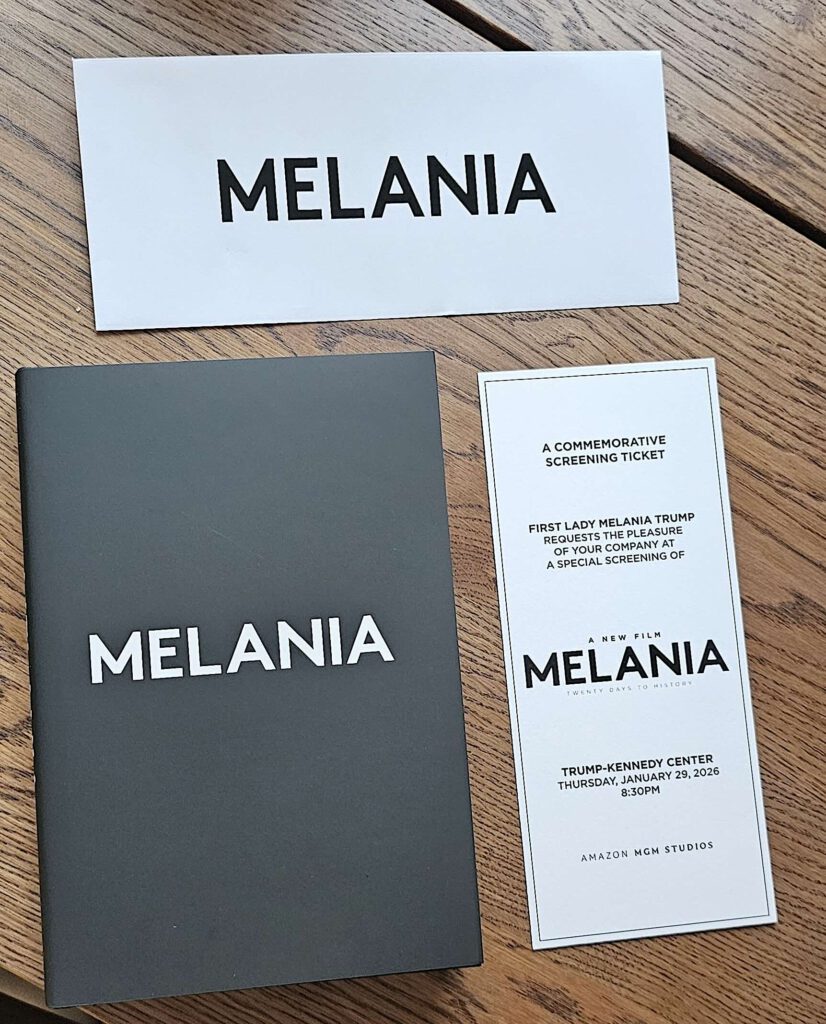 MELANIA
MELANIA
A COMMEMORATIVE
SCREENING TICKET
FIRST LADY MELANIA TRUMP
REQUESTS THE PLEASURE
OF YOUR COMPANY AT
A SPECIAL SCREENING OF
A NEW FILM
MELANIA
TWENTY DAYS TO HISTORY
TRUMP-KENNEDY CENTER
THURSDAY, JANUARY 29, 2026
8:30PM
AMAZON MGM STUDIOS